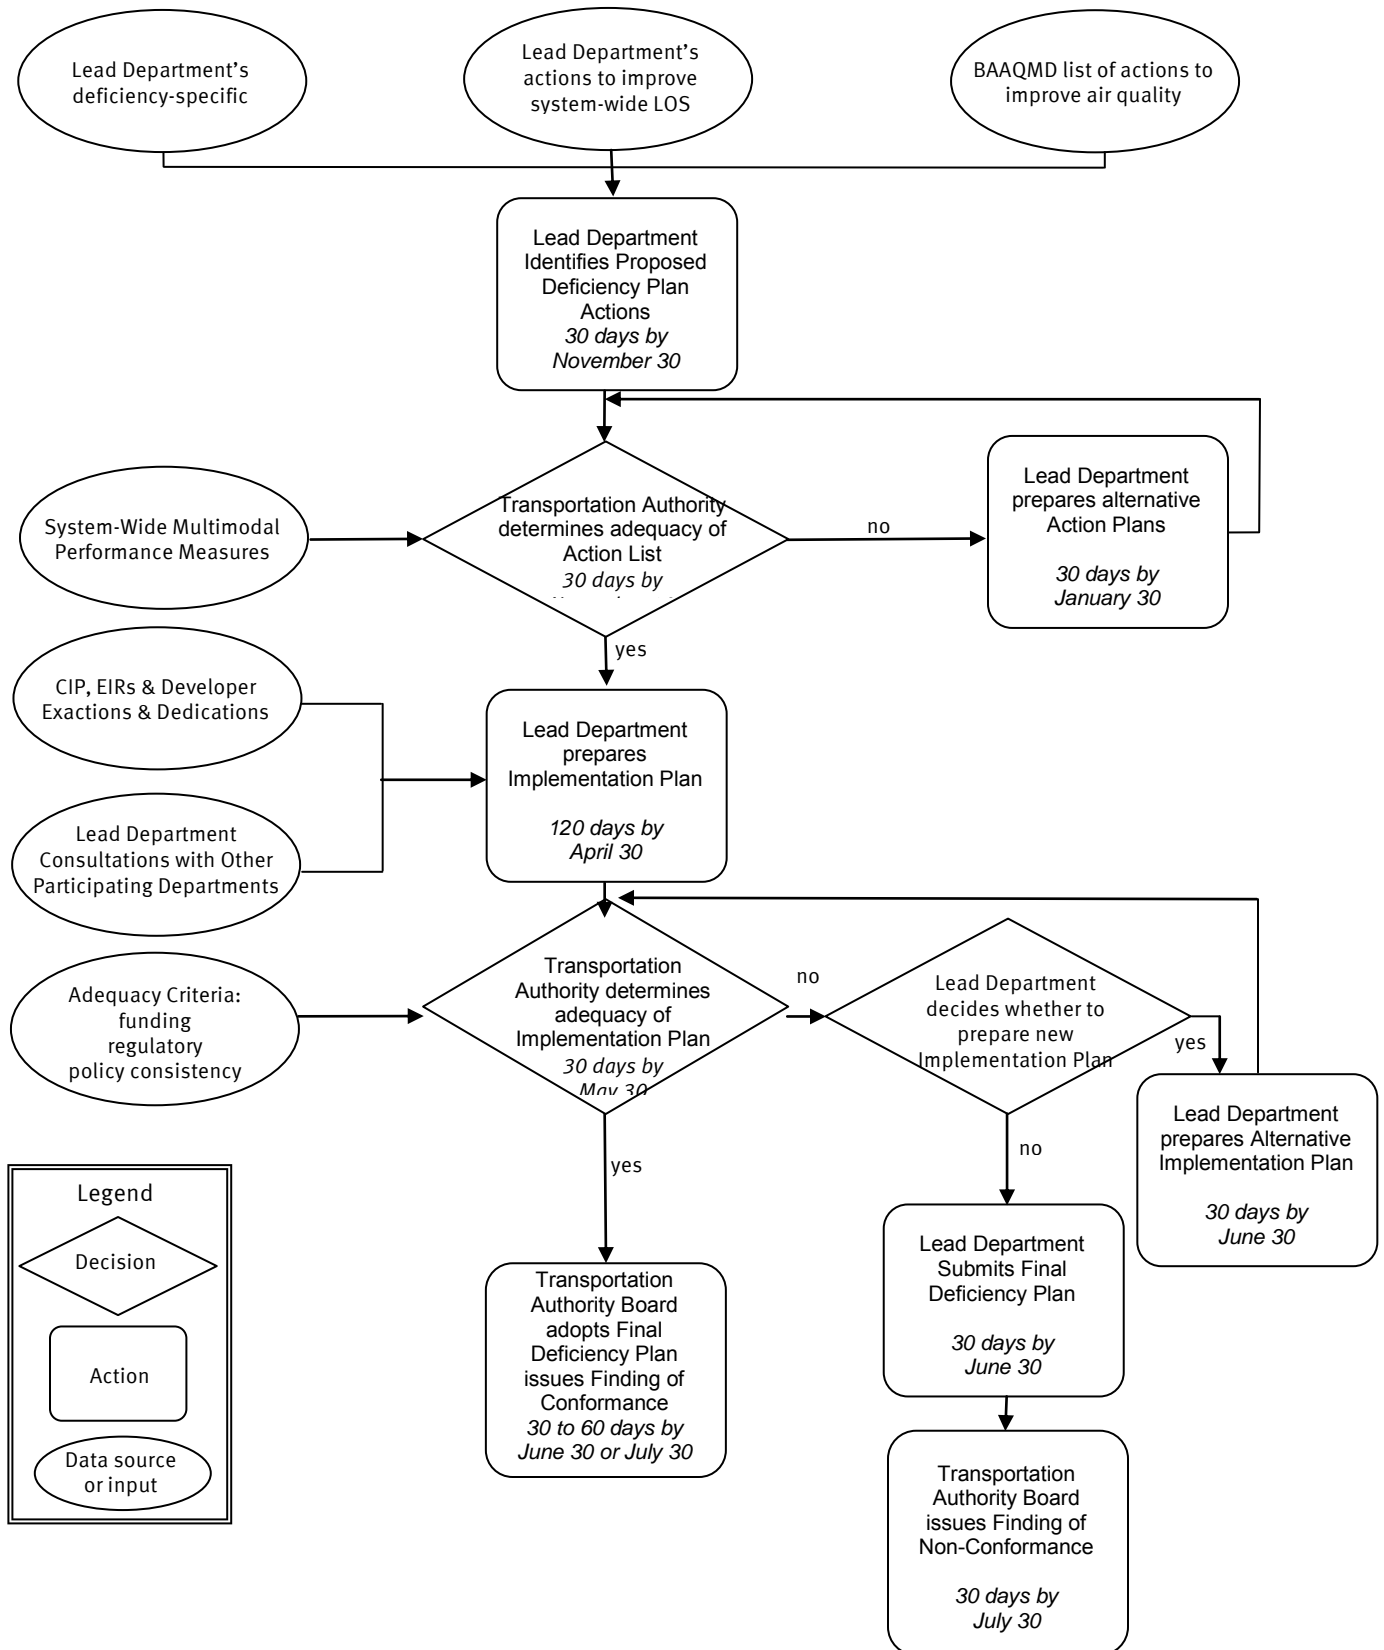 Lead Department's
deficiency-specific
Lead Department's
actions to improve
system-wide LOS
BAAQMD list of actions to
improve air quality
Lead Department
Identifies Proposed
Deficiency Plan
Actions
30 days by
November 30
System-Wide Multimodal
Performance Measures
Transportation Authority
determines adequacy of
Action List
30 days by
no
Lead Department
prepares alternative
Action Plans
30 days by
January 30
yes
CIP, EIRs & Developer
Exactions & Dedications
Lead Department
Consultations with Other
Participating Departments
Lead Department
prepares
Implementation Plan
120 days by
April 30
Adequacy Criteria:
funding
regulatory
policy consistency
Transportation
Authority determines
adequacy of
Implementation Plan
30 days by
May 30
no
Lead Department
decides whether to
prepare new
Implementation Plan
yes
Lead Department
prepares Alternative
Implementation Plan
30 days by
June 30
yes
no
Transportation
Authority Board
adopts Final
Deficiency Plan
issues Finding of
Conformance
30 to 60 days by
June 30 or July 30
Lead Department
Submits Final
Deficiency Plan
30 days by
June 30
Transportation
Authority Board
issues Finding of
Non-Conformance
30 days by
July 30
Legend
Decision
Action
Data source
or input